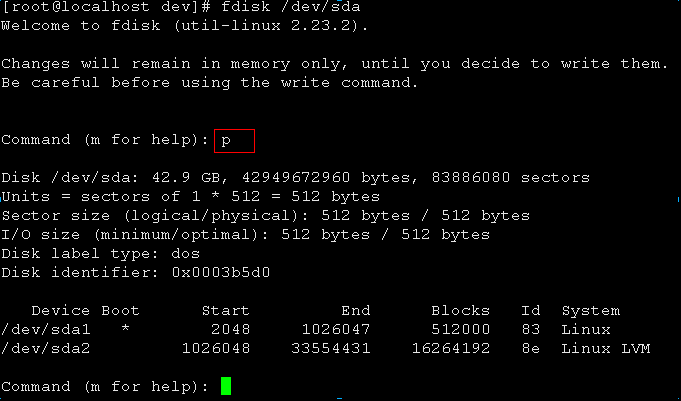 [root@localhost dev]# fdisk /dev/sda
Welcome to fdisk (util-linux 2.23.2).
Changes will remain in memory only, until you decide to write them.
Be careful before using the write command.
Command (m for help): p
Disk /dev/sda: 42.9 GB, 42949672960 bytes, 83886080 sectors
Units = sectors of 1 * 512 = 512 bytes
Sector size (logical/physical): 512 bytes / 512 bytes
I/O size (minimum/optimal): 512 bytes / 512 bytes
Disk label type: dos
Disk identifier: 0x0003b5d0
Device Boot Start End Blocks Id System
/dev/sda1 * 2048 1026047 512000 83 Linux
/dev/sda2 1026048 33554431 16264192 8e Linux LVM
Command (m for help):